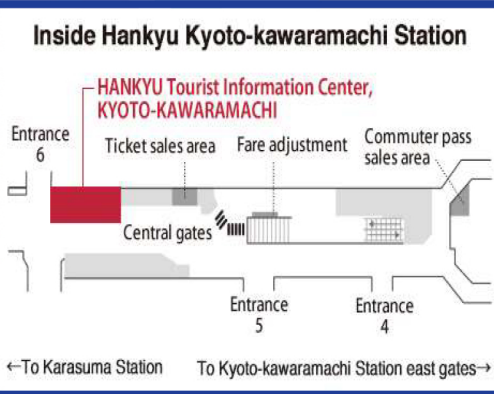 Inside Hankyu Kyoto-kawaramachi Station
HANKYU Tourist Information Center,
KYOTO-KAWARAMACHI
Entrance
6
Ticket sales area
Fare adjustment
Commuter pass
sales area
Central gates
Entrance
5
Entrance
4
←To Karasuma Station
To Kyoto-kawaramachi Station east gates→